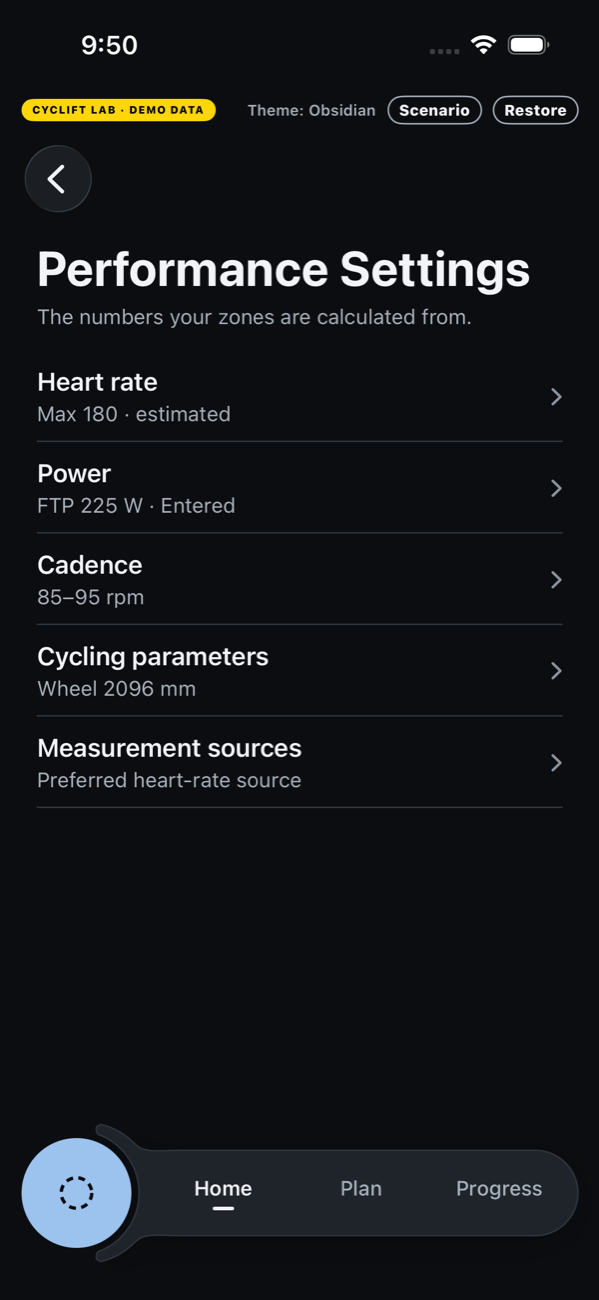 9:50
CYCLIFT LAB · DEMO DATA
Theme: Obsidian
Scenario
Restore
Performance Settings
The numbers your zones are calculated from.
Heart rate
Max 180 · estimated
Power
FTP 225 W · Entered
Cadence
85–95 rpm
Cycling parameters
Wheel 2096 mm
Measurement sources
Preferred heart-rate source
Home
Plan
Progress